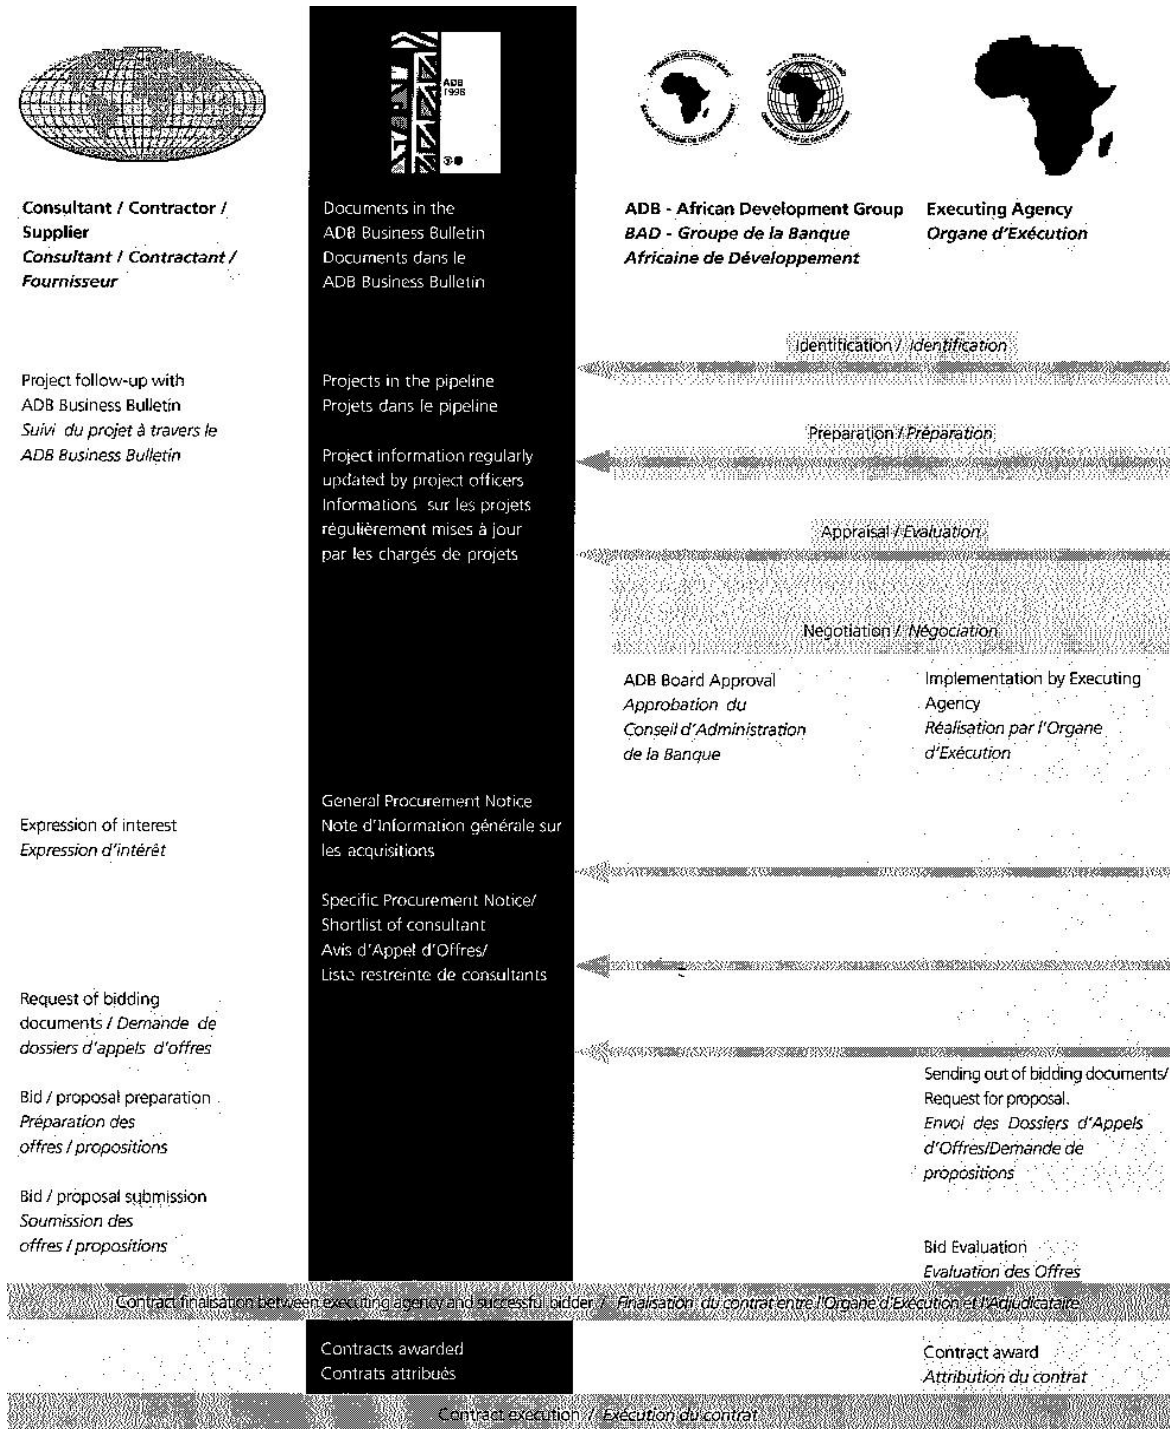 ADB
1998
Consultant / Contractor /
Supplier
Consultant / Contractant /
Fournisseur
Documents in the
ADB Business Bulletin
Documents dans le
ADB Business Bulletin
ADB - African Development Group
BAD - Groupe de la Banque
Africaine de Développement
Executing Agency
Organe d'Exécution
Identification / Identification
Project follow-up with
ADB Business Bulletin
Suivi du projet à travers le
ADB Business Bulletin
Projects in the pipeline
Projets dans le pipeline
Preparation / Préparation
Project information regularly
updated by project officers
Informations sur les projets
régulièrement mises à jour
par les chargés de projets
Appraisal / Evaluation
Negotiation / Négociation
ADB Board Approval
Approbation du
Conseil d'Administration
de la Banque
Implementation by Executing
Agency
Réalisation par l'Organe
d'Exécution
Expression of interest
Expression d'intérêt
General Procurement Notice
Note d'Information générale sur
les acquisitions
Specific Procurement Notice/
Shortlist of consultant
Avis d'Appel d'Offres/
Liste restreinte de consultants
Request of bidding
documents / Demande de
dossiers d'appels d'offres
Bid / proposal preparation
Préparation des
offres / propositions
Bid / proposal submission
Soumission des
offres / propositions
Sending out of bidding documents/
Request for proposal.
Envoi des Dossiers d'Appels
d'Offres/Demande de
propositions
Bid Evaluation
Evaluation des Offres
Contract finalisation between executing agency and successful bidder / Finalisation du contrat entre l'Organe d'Exécution et l'Adjudicataire
Contracts awarded
Contrats attribués
Contract award
Attribution du contrat
Contract execution / Exécution du contrat